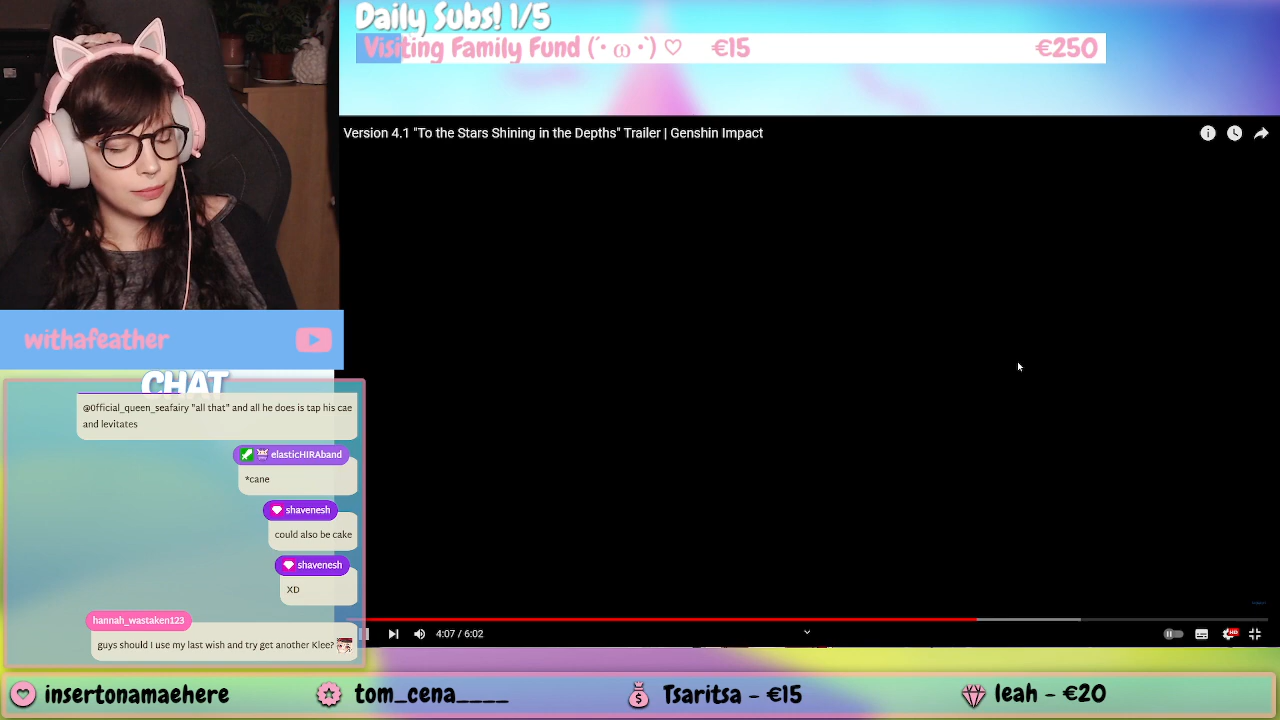 Daily Subs! 1/5
Visiting Family Fund (´• ω •`) ♡ €15 €250
Version 4.1 "To the Stars Shining in the Depths" Trailer | Genshin Impact
withafeather
CHAT
@0fficial_queen_seafairy "all that" and all he does is tap his cae
and levitates
elasticHIRAband
*cane
shavenesh
could also be cake
shavenesh
XD
hannah_wastaken123
guys should I use my last wish and try get another Klee?
4:07 / 6:02
HD
insertonamaehere
tom_cena____
Tsaritsa - €15
leah - €20